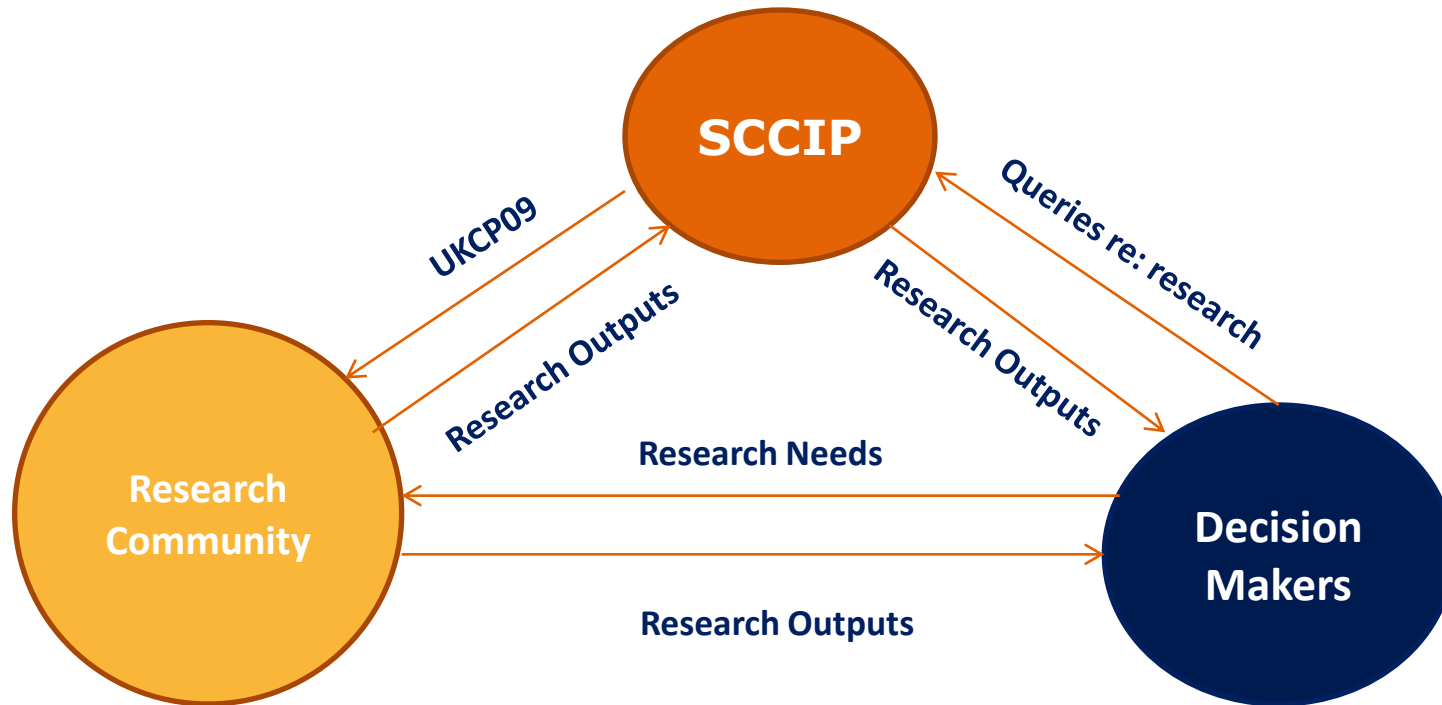 SCCIP
UKCP09
Queries re: research
Research Outputs
Research Outputs
Research Needs
Research
Community
Decision
Makers
Research Outputs